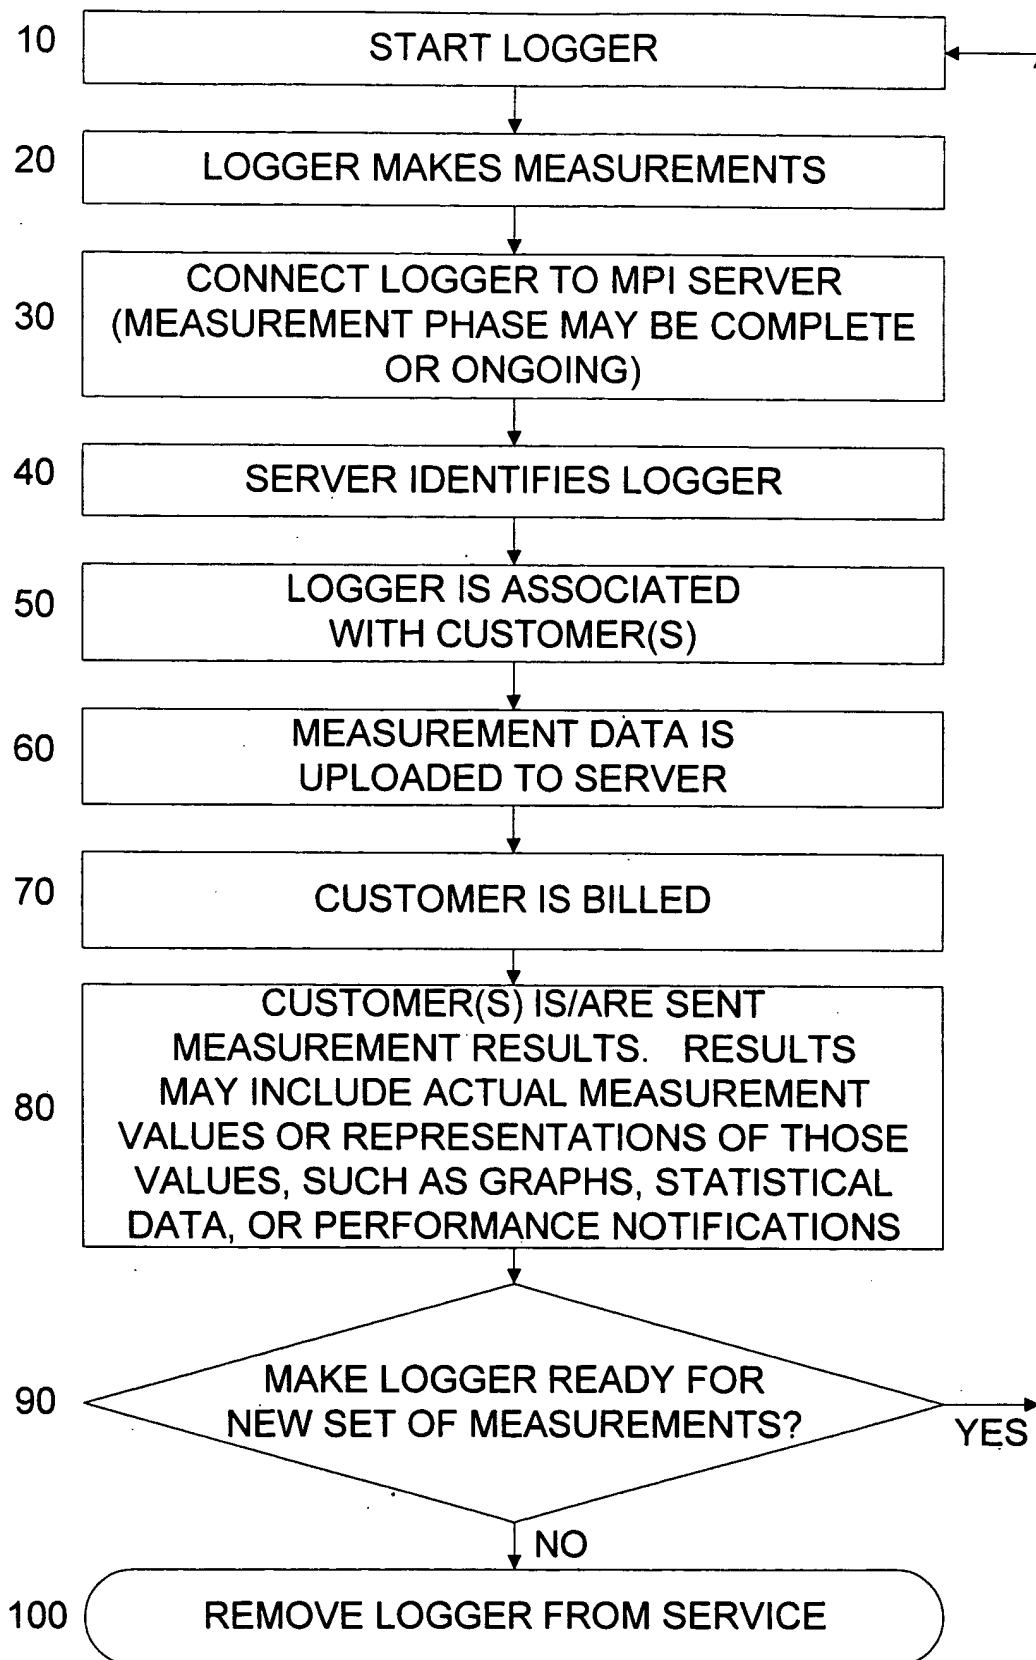 10
START LOGGER
20
LOGGER MAKES MEASUREMENTS
30
CONNECT LOGGER TO MPI SERVER
(MEASUREMENT PHASE MAY BE COMPLETE
OR ONGOING)
40
SERVER IDENTIFIES LOGGER
50
LOGGER IS ASSOCIATED
WITH CUSTOMER(S)
60
MEASUREMENT DATA IS
UPLOADED TO SERVER
70
CUSTOMER IS BILLED
80
CUSTOMER(S) IS/ARE SENT
MEASUREMENT RESULTS. RESULTS
MAY INCLUDE ACTUAL MEASUREMENT
VALUES OR REPRESENTATIONS OF THOSE
VALUES, SUCH AS GRAPHS, STATISTICAL
DATA, OR PERFORMANCE NOTIFICATIONS
90
MAKE LOGGER READY FOR
NEW SET OF MEASUREMENTS?
YES
NO
100
REMOVE LOGGER FROM SERVICE